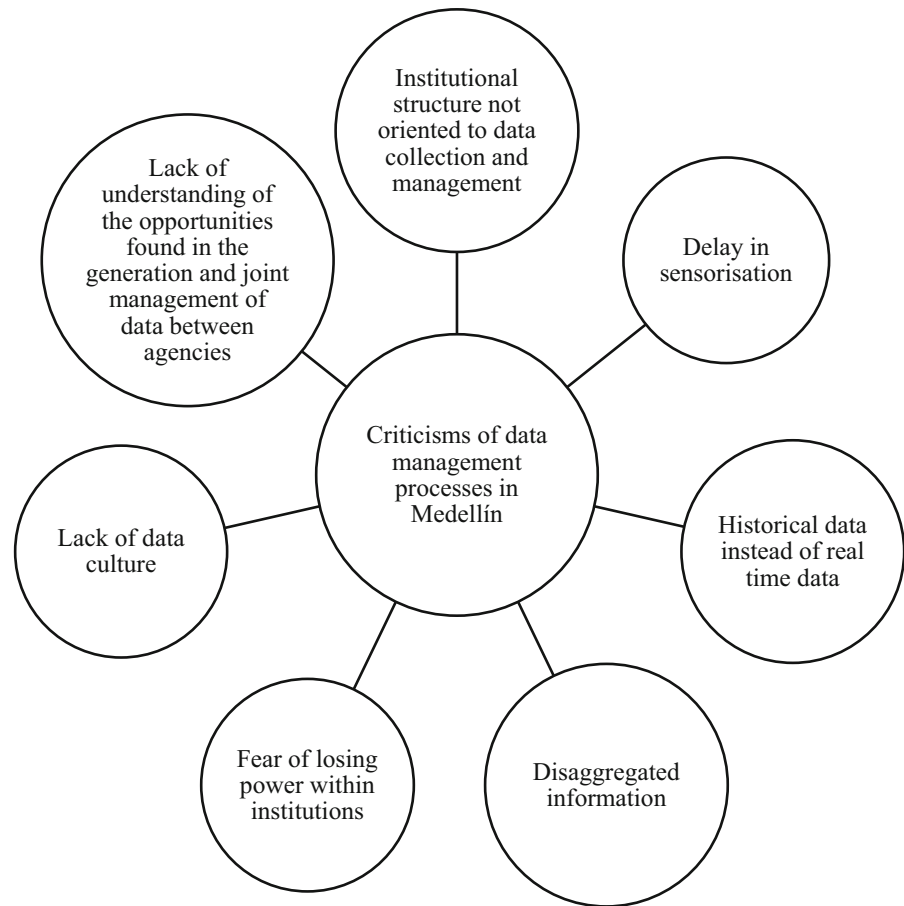 Institutional
structure not
oriented to data
collection and
management
Lack of
understanding of
the opportunities
found in the
generation and joint
management of
data between
agencies
Delay in
sensorisation
Criticisms of data
management
processes in
Medellín
Lack of data
culture
Historical data
instead of real
time data
Fear of losing
power within
institutions
Disaggregated
information